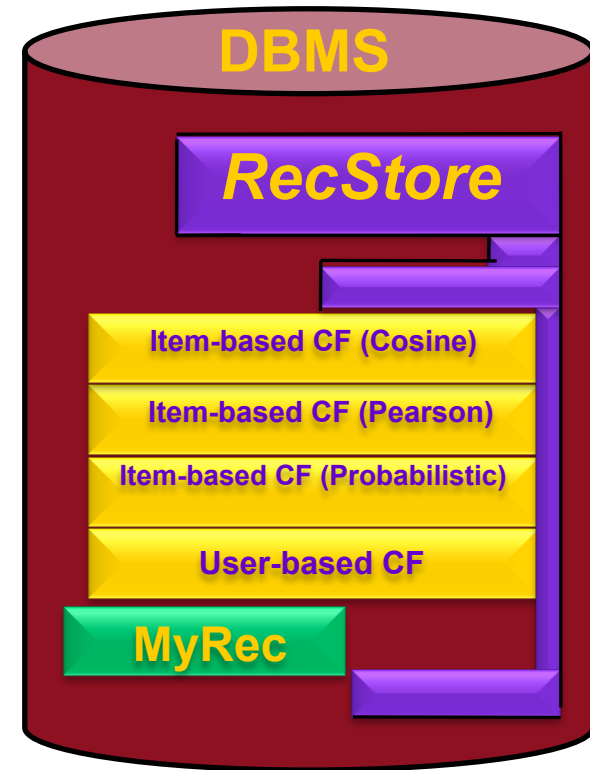 DBMS
RecStore
Item-based CF (Cosine)
Item-based CF (Pearson)
Item-based CF (Probabilistic)
User-based CF
MyRec